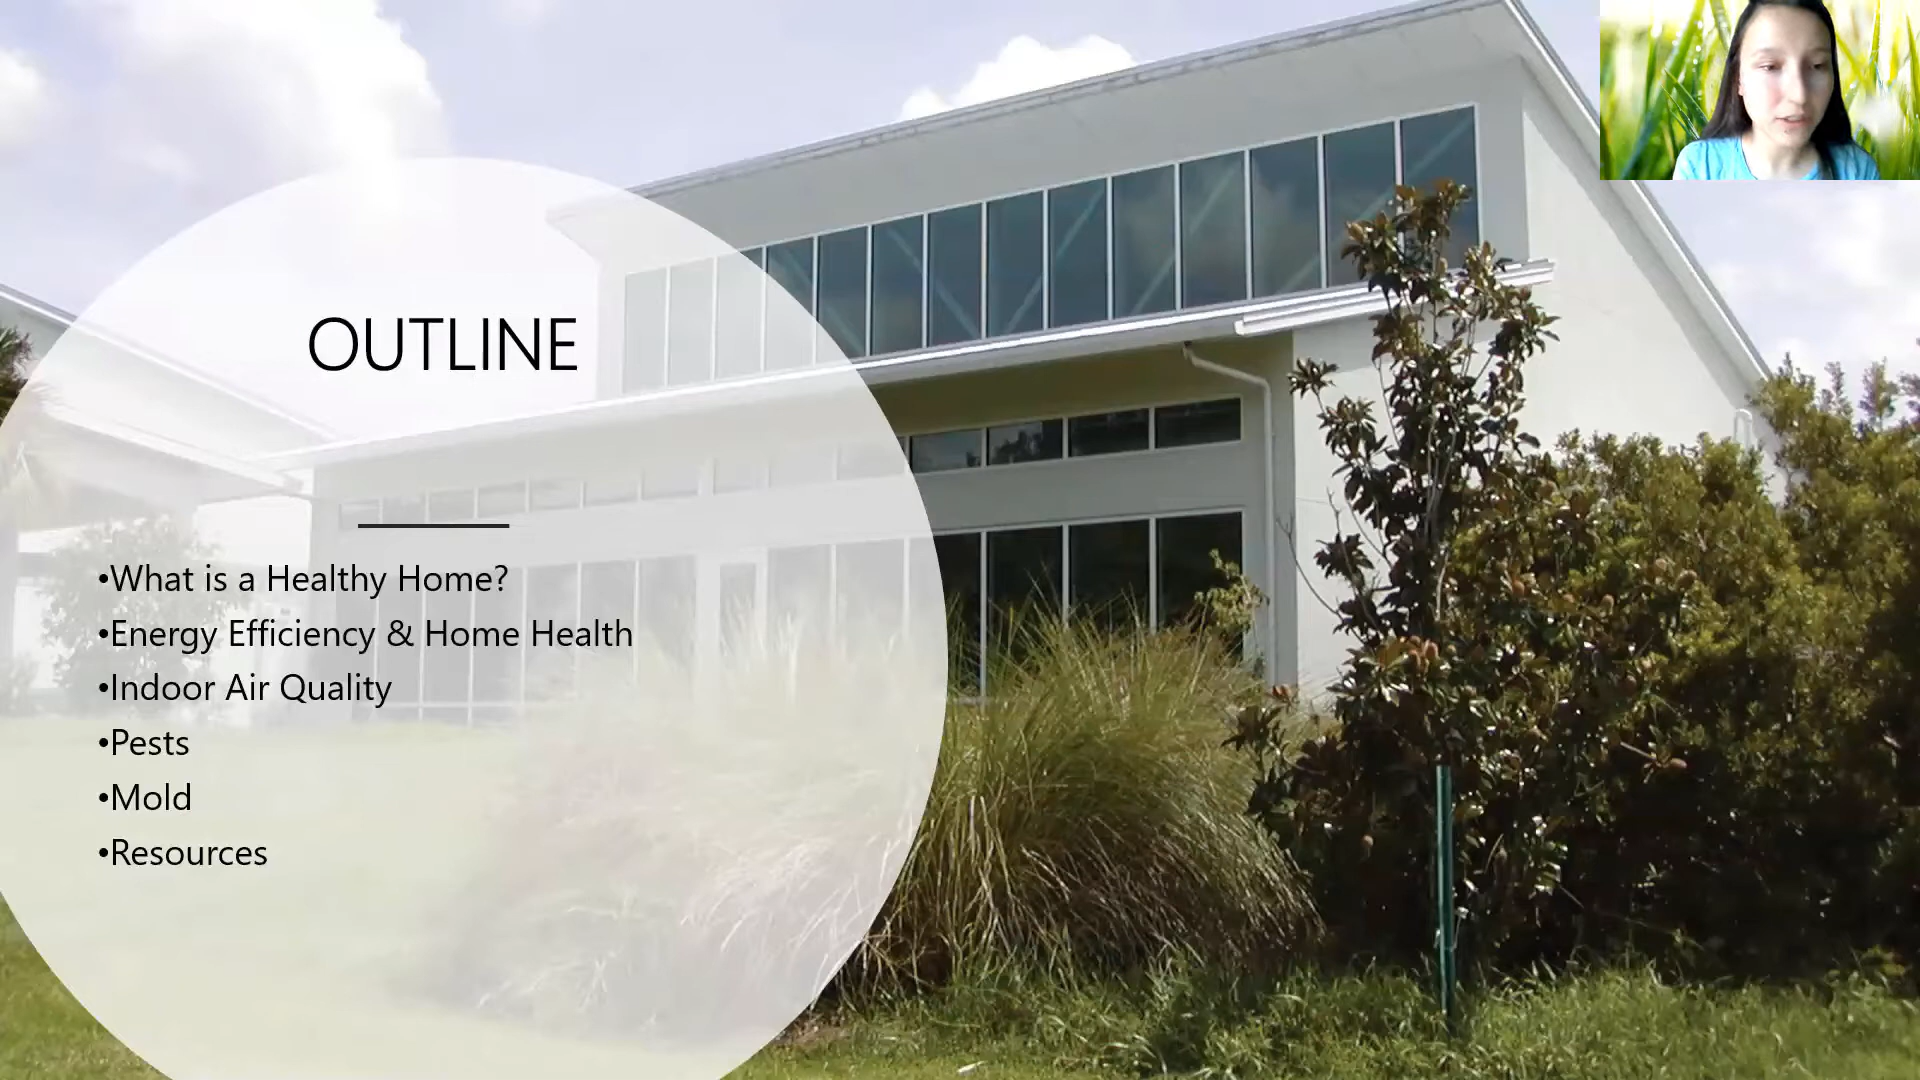 OUTLINE
•What is a Healthy Home?
•Energy Efficiency & Home Health
•Indoor Air Quality
•Pests
•Mold
•Resources